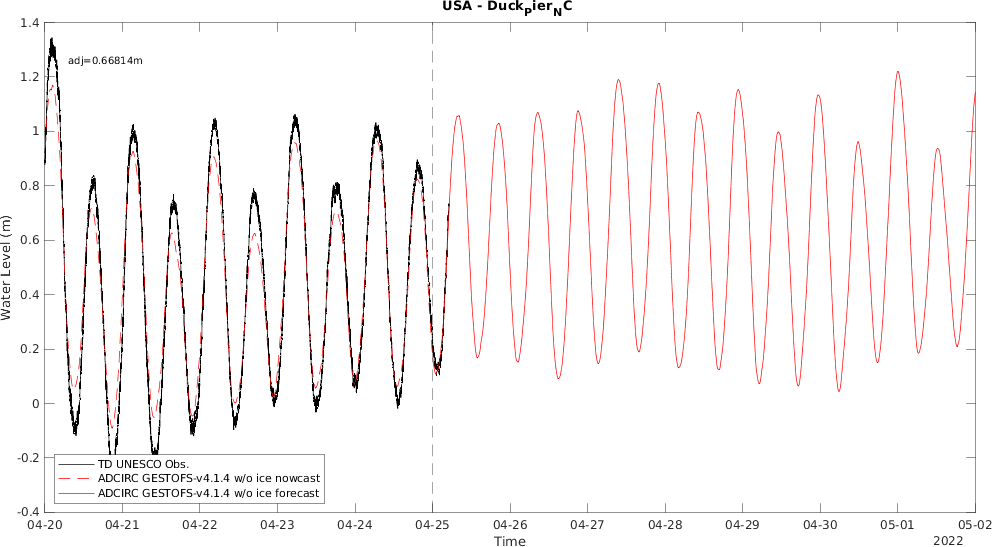 USA - Duck_Pier_NC
adj=0.66814m
Water Level (m)
1.4
1.2
1
0.8
0.6
0.4
0.2
0
-0.2
-0.4
TD UNESCO Obs.
ADCIRC GESTOFS-v4.1.4 w/o ice nowcast
ADCIRC GESTOFS-v4.1.4 w/o ice forecast
04-20 04-21 04-22 04-23 04-24 04-25 04-26 04-27 04-28 04-29 04-30 05-01 05-02
Time
2022